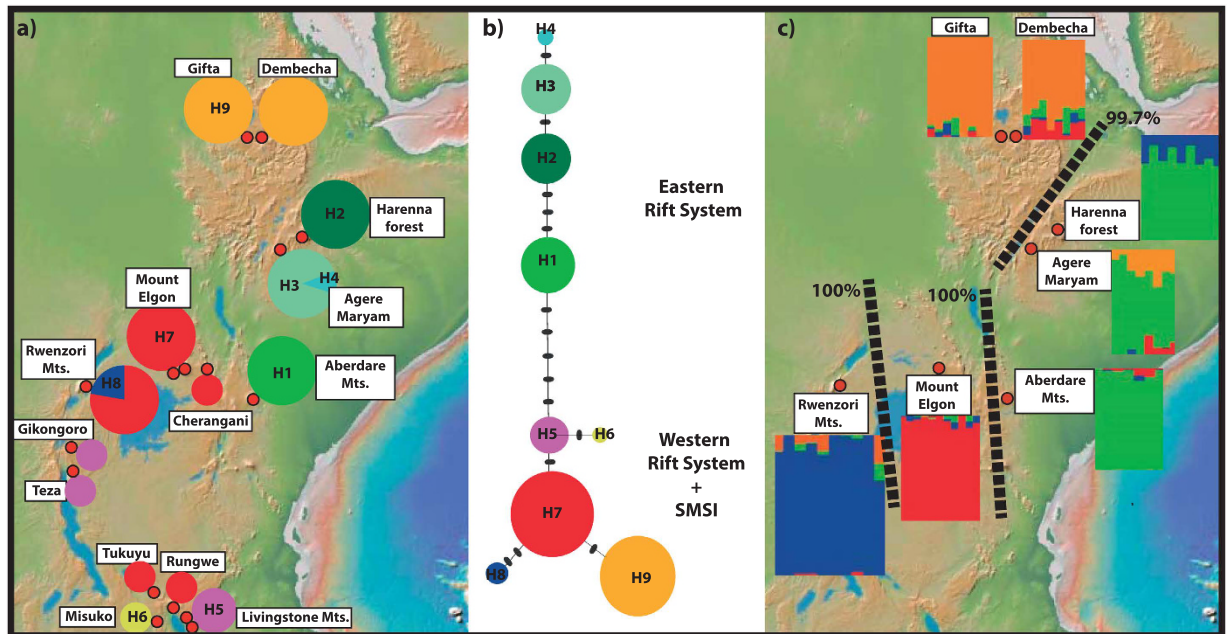 a)
Gifta
Dembecha
H9
H2
Harenna
forest
H3
H4
Agere
Maryam
Mount
Elgon
H7
Rwenzori
Mts.
H8
H1
Aberdare
Mts.
Cherangani
Gikongoro
Teza
Tukuyu
Rungwe
Misuko
H6
H5
Livingstone Mts.
b)
H4
H3
H2
Eastern
Rift System
H1
H5
H6
Western
Rift System
+
SMSI
H7
H8
H9
c)
Gifta
Dembecha
99.7%
Harenna
forest
Agere
Maryam
100%
100%
Mount
Elgon
Aberdare
Mts.
Rwenzori
Mts.